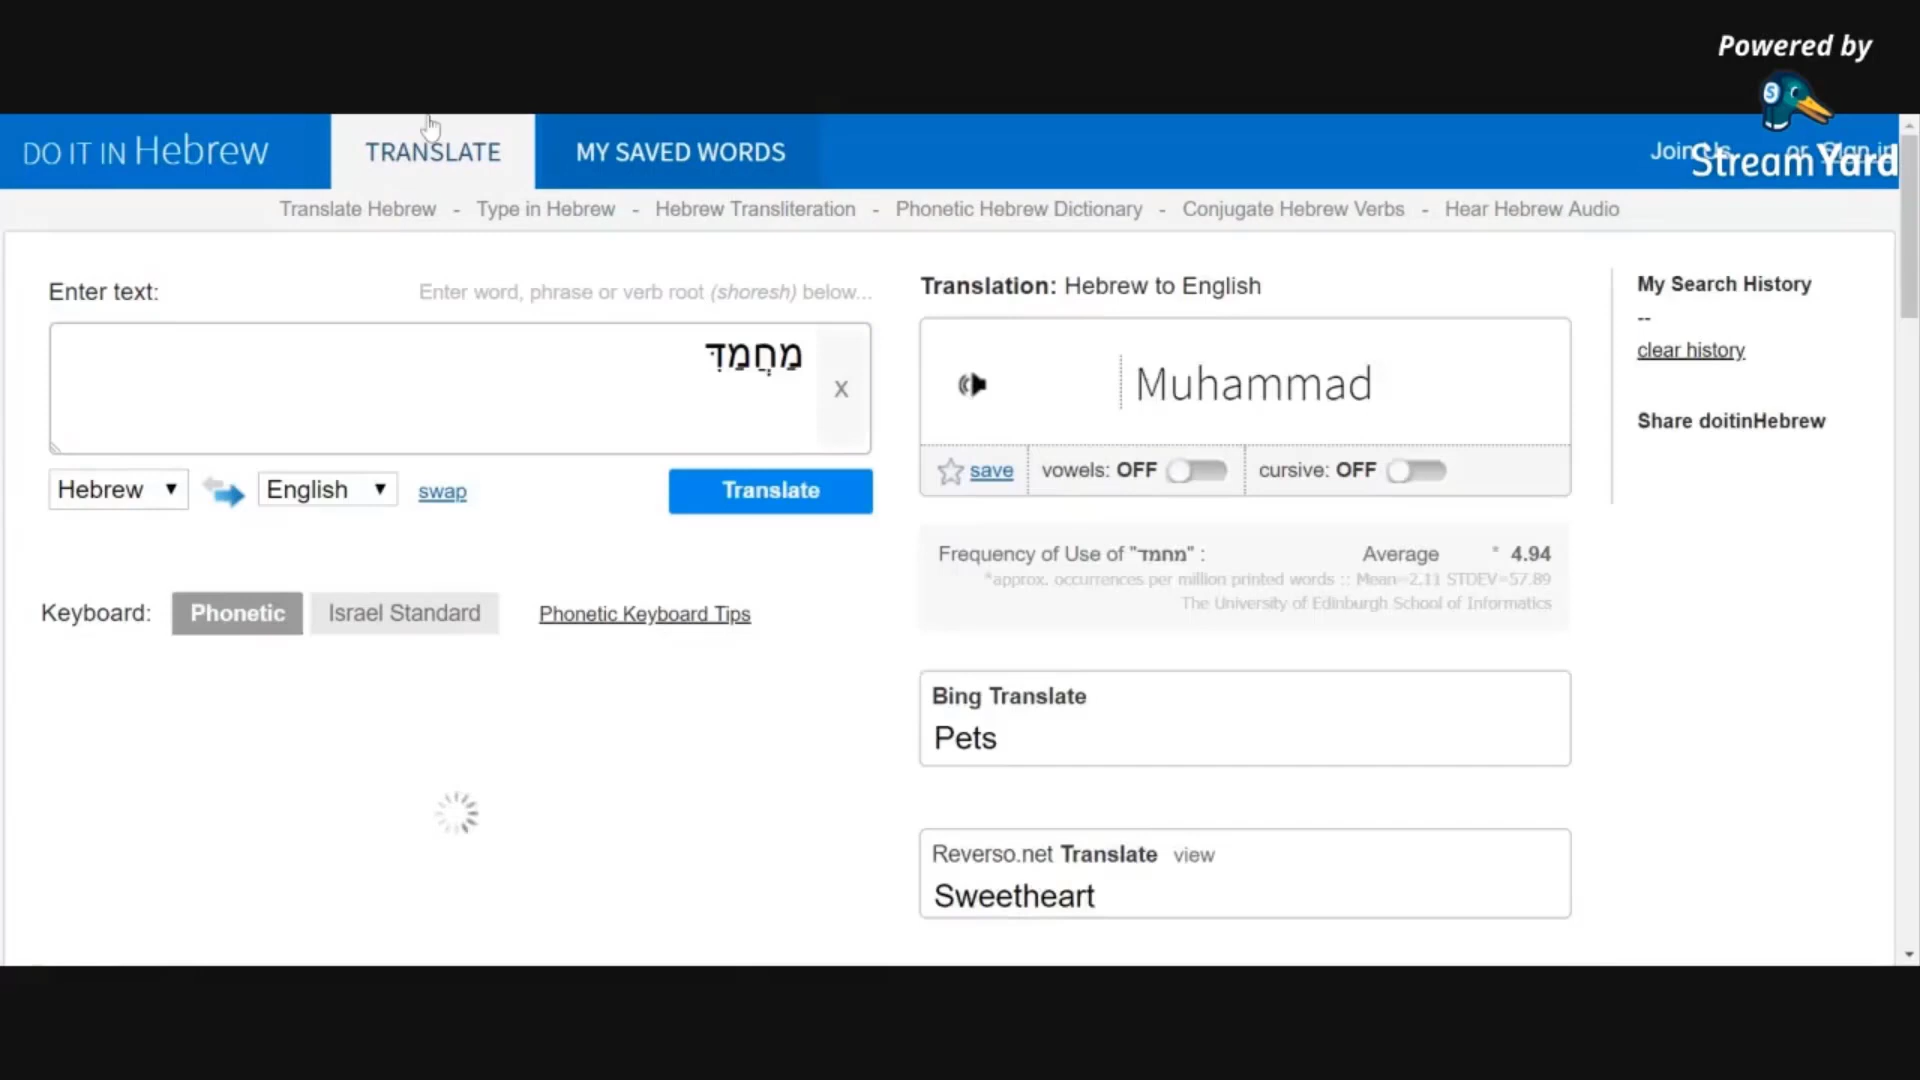 Powered by
StreamYard
DO IT IN Hebrew
TRANSLATE
MY SAVED WORDS
Join Us or Sign in
Translate Hebrew - Type in Hebrew - Hebrew Transliteration - Phonetic Hebrew Dictionary - Conjugate Hebrew Verbs - Hear Hebrew Audio
Enter text:
Enter word, phrase or verb root (shoresh) below...
מַחֲמַדִּ
X
Hebrew
English
swap
Translate
Keyboard: Phonetic Israel Standard Phonetic Keyboard Tips
Translation: Hebrew to English
Muhammad
save vowels: OFF cursive: OFF
Frequency of Use of "מחמד" : Average * 4.94
*approx. occurrences per million printed words :: Mean=2.11 STDEV=57.89
The University of Edinburgh School of Informatics
Bing Translate
Pets
Reverso.net Translate view
Sweetheart
My Search History
--
clear history
Share doitinHebrew